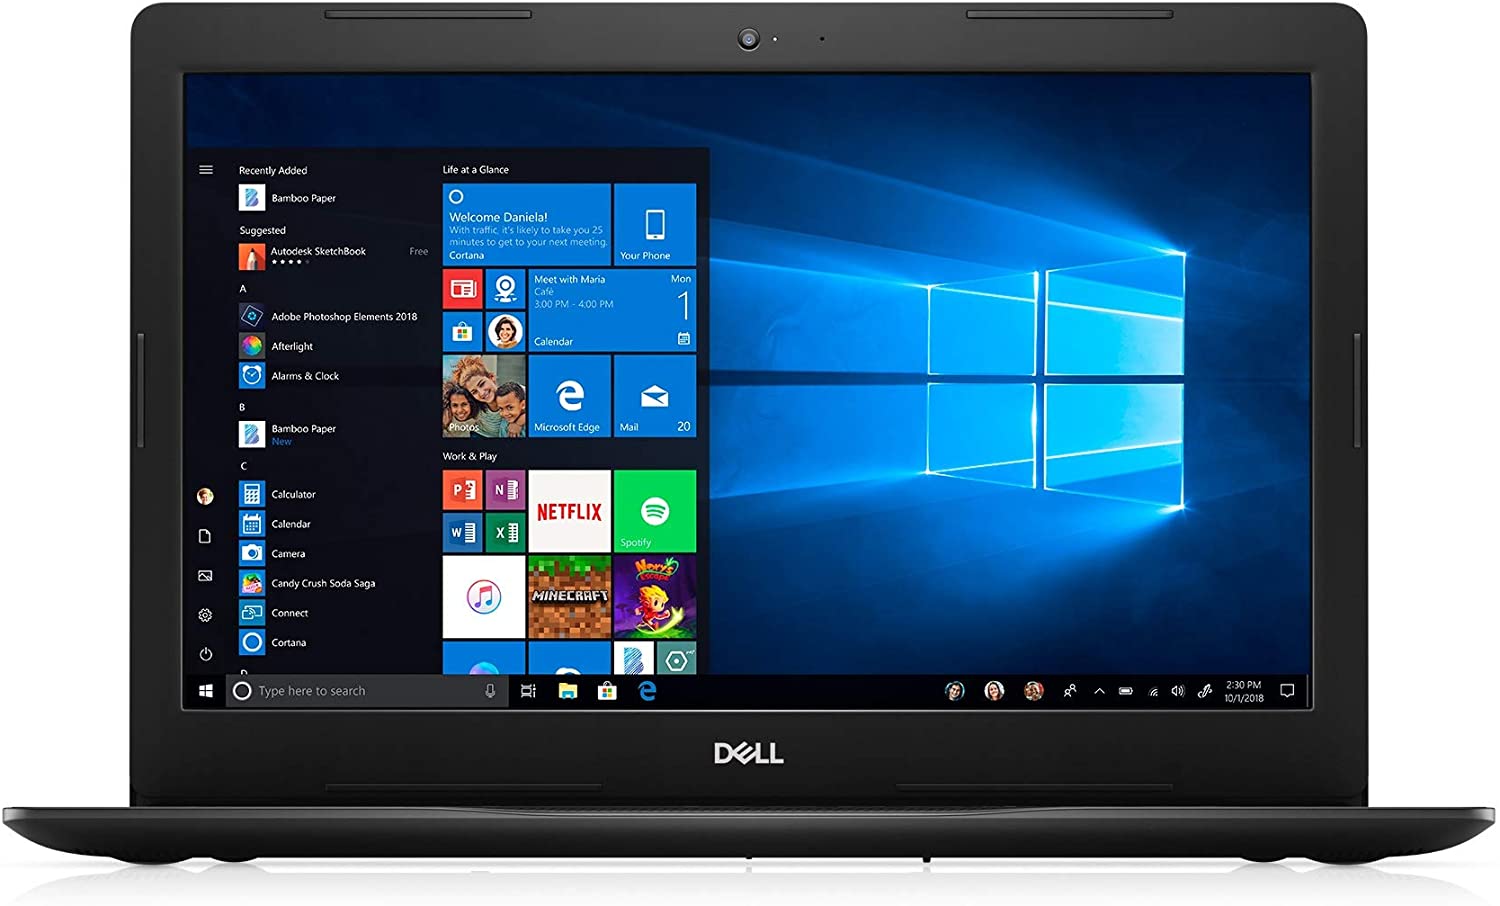 Recently Added
Bamboo Paper
Suggested
Autodesk SketchBook Free
A
Adobe Photoshop Elements 2018
Afterlight
Alarms & Clock
B
Bamboo Paper
New
C
Calculator
Calendar
Camera
Candy Crush Soda Saga
Connect
Cortana
Life at a Glance
Welcome Daniela!
With traffic, it's likely to take you 25
minutes to get to your next meeting.
Cortana
Your Phone
Meet with Maria
Café
3:00 PM - 4:00 PM
Calendar
Mon
1
Photos
Microsoft Edge
Mail 20
Work & Play
P
N
W
X
NETFLIX
Spotify
MINECRAFT
Nory's
Escape
Type here to search
2:30 PM
10/1/2018
DELL